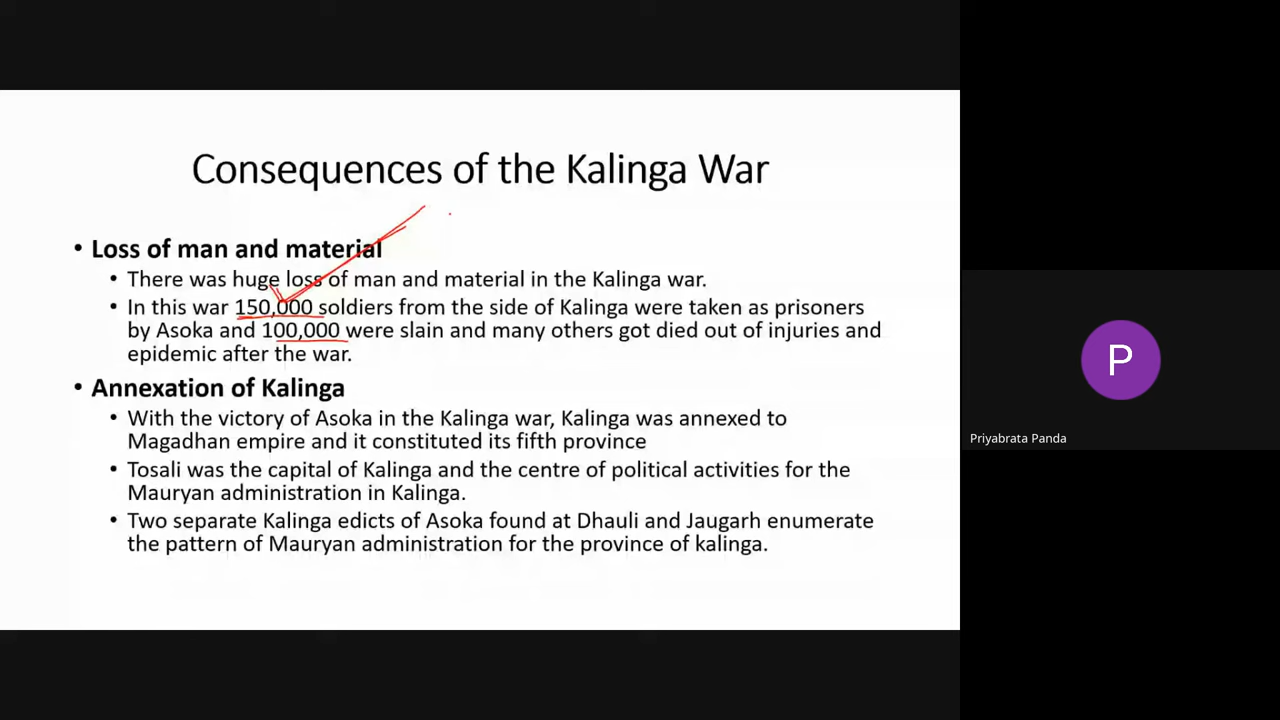 Consequences of the Kalinga War
• Loss of man and material
• There was huge loss of man and material in the Kalinga war.
• In this war 150,000 soldiers from the side of Kalinga were taken as prisoners
by Asoka and 100,000 were slain and many others got died out of injuries and
epidemic after the war.
• Annexation of Kalinga
• With the victory of Asoka in the Kalinga war, Kalinga was annexed to
Magadhan empire and it constituted its fifth province
• Tosali was the capital of Kalinga and the centre of political activities for the
Mauryan administration in Kalinga.
• Two separate Kalinga edicts of Asoka found at Dhauli and Jaugarh enumerate
the pattern of Mauryan administration for the province of kalinga.
P
Priyabrata Panda